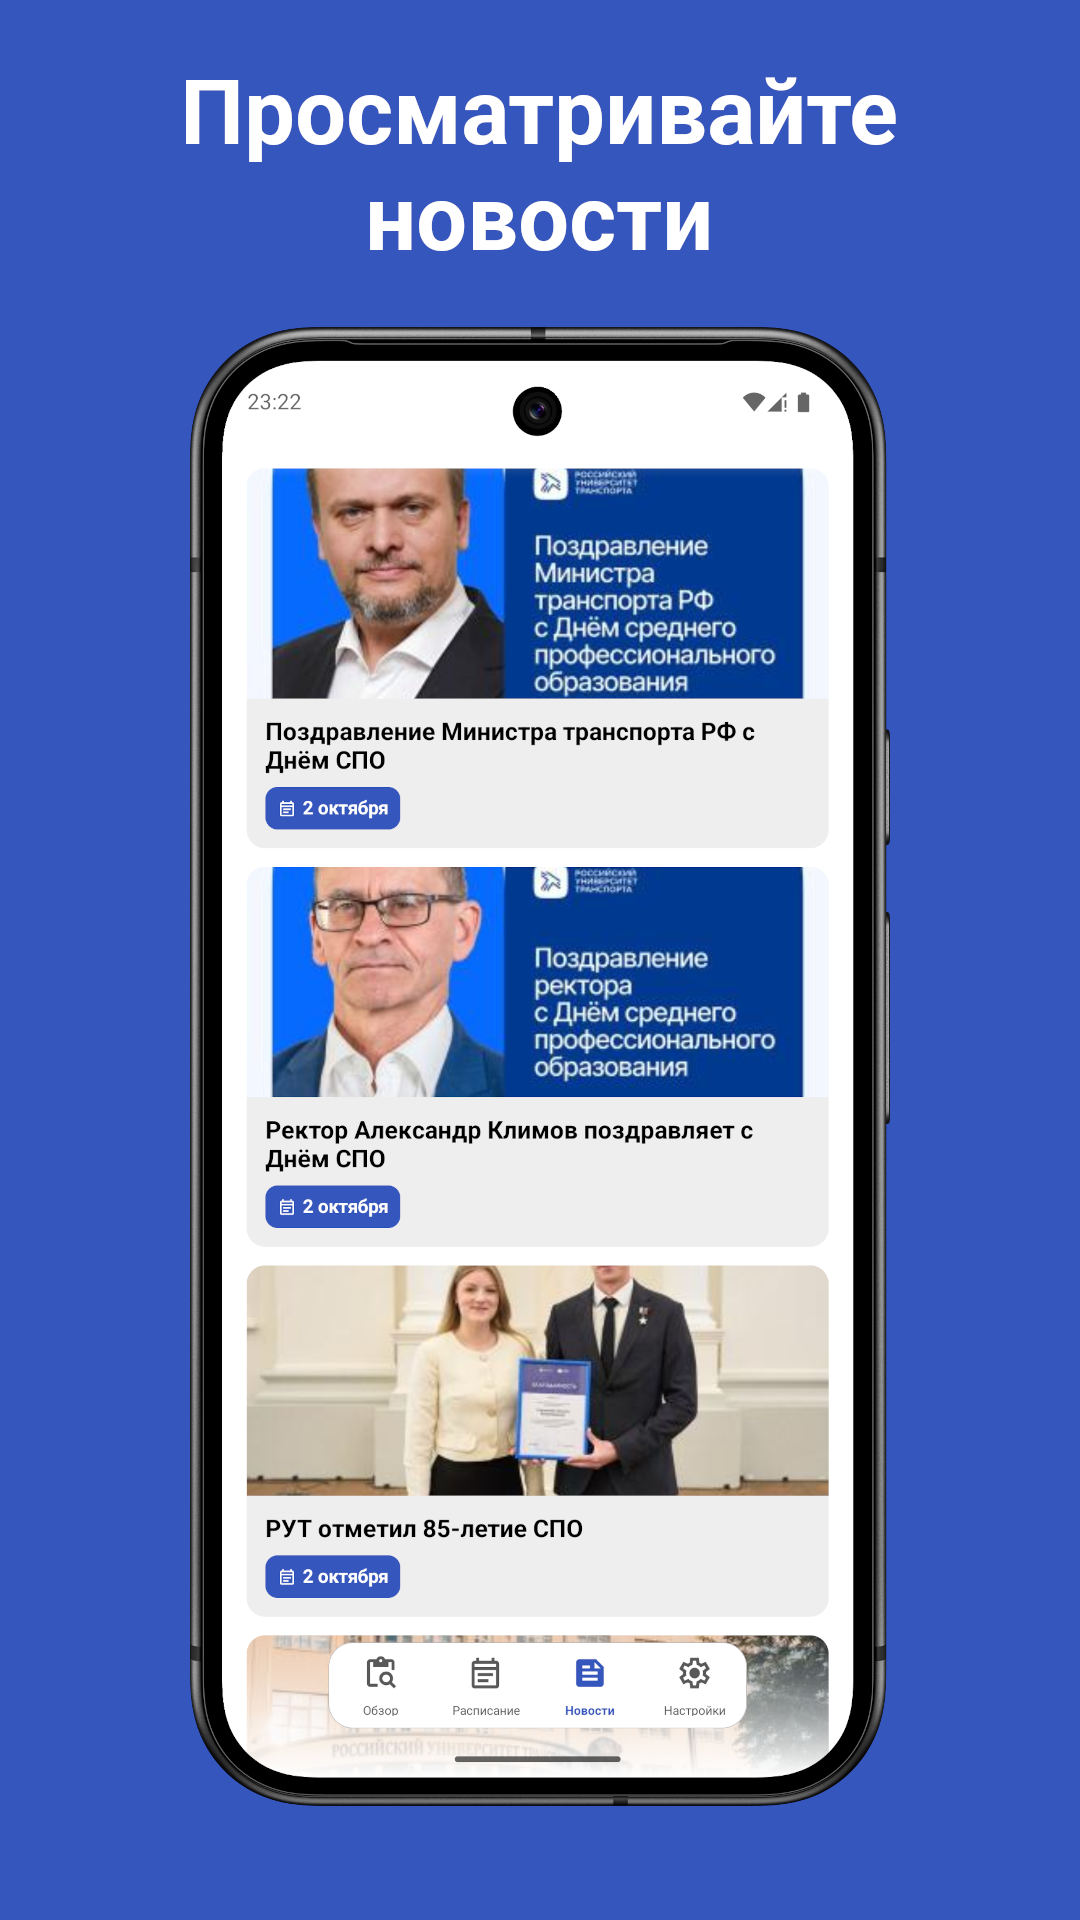 Просматривайте
новости
23:22
РОССИЙСКИЙ
УНИВЕРСИТЕТ
ТРАНСПОРТА
Поздравление
Министра
транспорта РФ
с Днём среднего
профессионального
образования
Поздравление Министра транспорта РФ с
Днём СПО
2 октября
РОССИЙСКИЙ
УНИВЕРСИТЕТ
ТРАНСПОРТА
Поздравление
ректора
с Днём среднего
профессионального
образования
Ректор Александр Климов поздравляет с
Днём СПО
2 октября
БЛАГОДАРНОСТЬ
РУТ отметил 85-летие СПО
2 октября
Обзор
Расписание
Новости
Настройки
РОССИЙСКИЙ УНИВЕРСИТЕТ